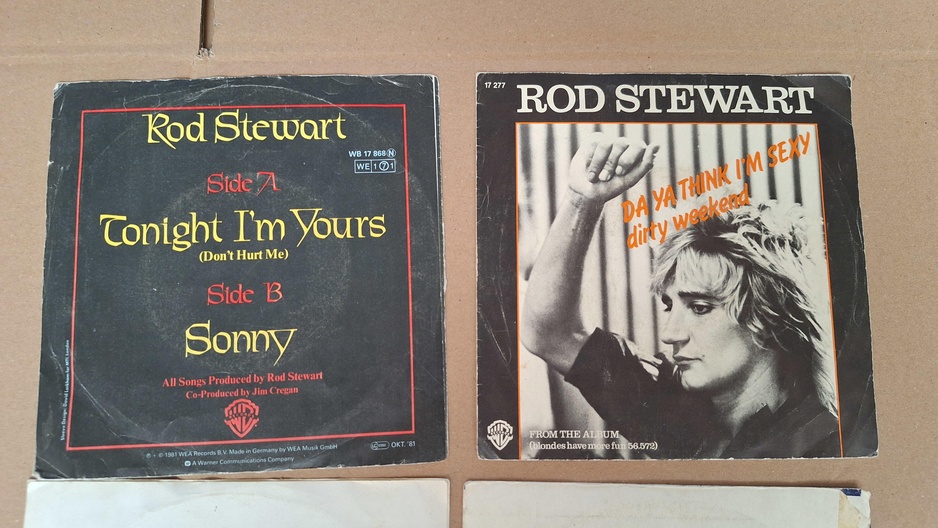 Rod Stewart
WB 17 868 N
WE 1 7 1
Side A
Tonight I'm Yours
(Don't Hurt Me)
Side B
Sonny
All Songs Produced by Rod Stewart
Co-Produced by Jim Cregan
℗ - © 1981 WEA Records B.V. Made in Germany by WEA Musik GmbH
A Warner Communications Company
OKT. '81
17 277
ROD STEWART
DA YA THINK I'M SEXY
dirty weekend
FROM THE ALBUM
(blondes have more fun 56.572)